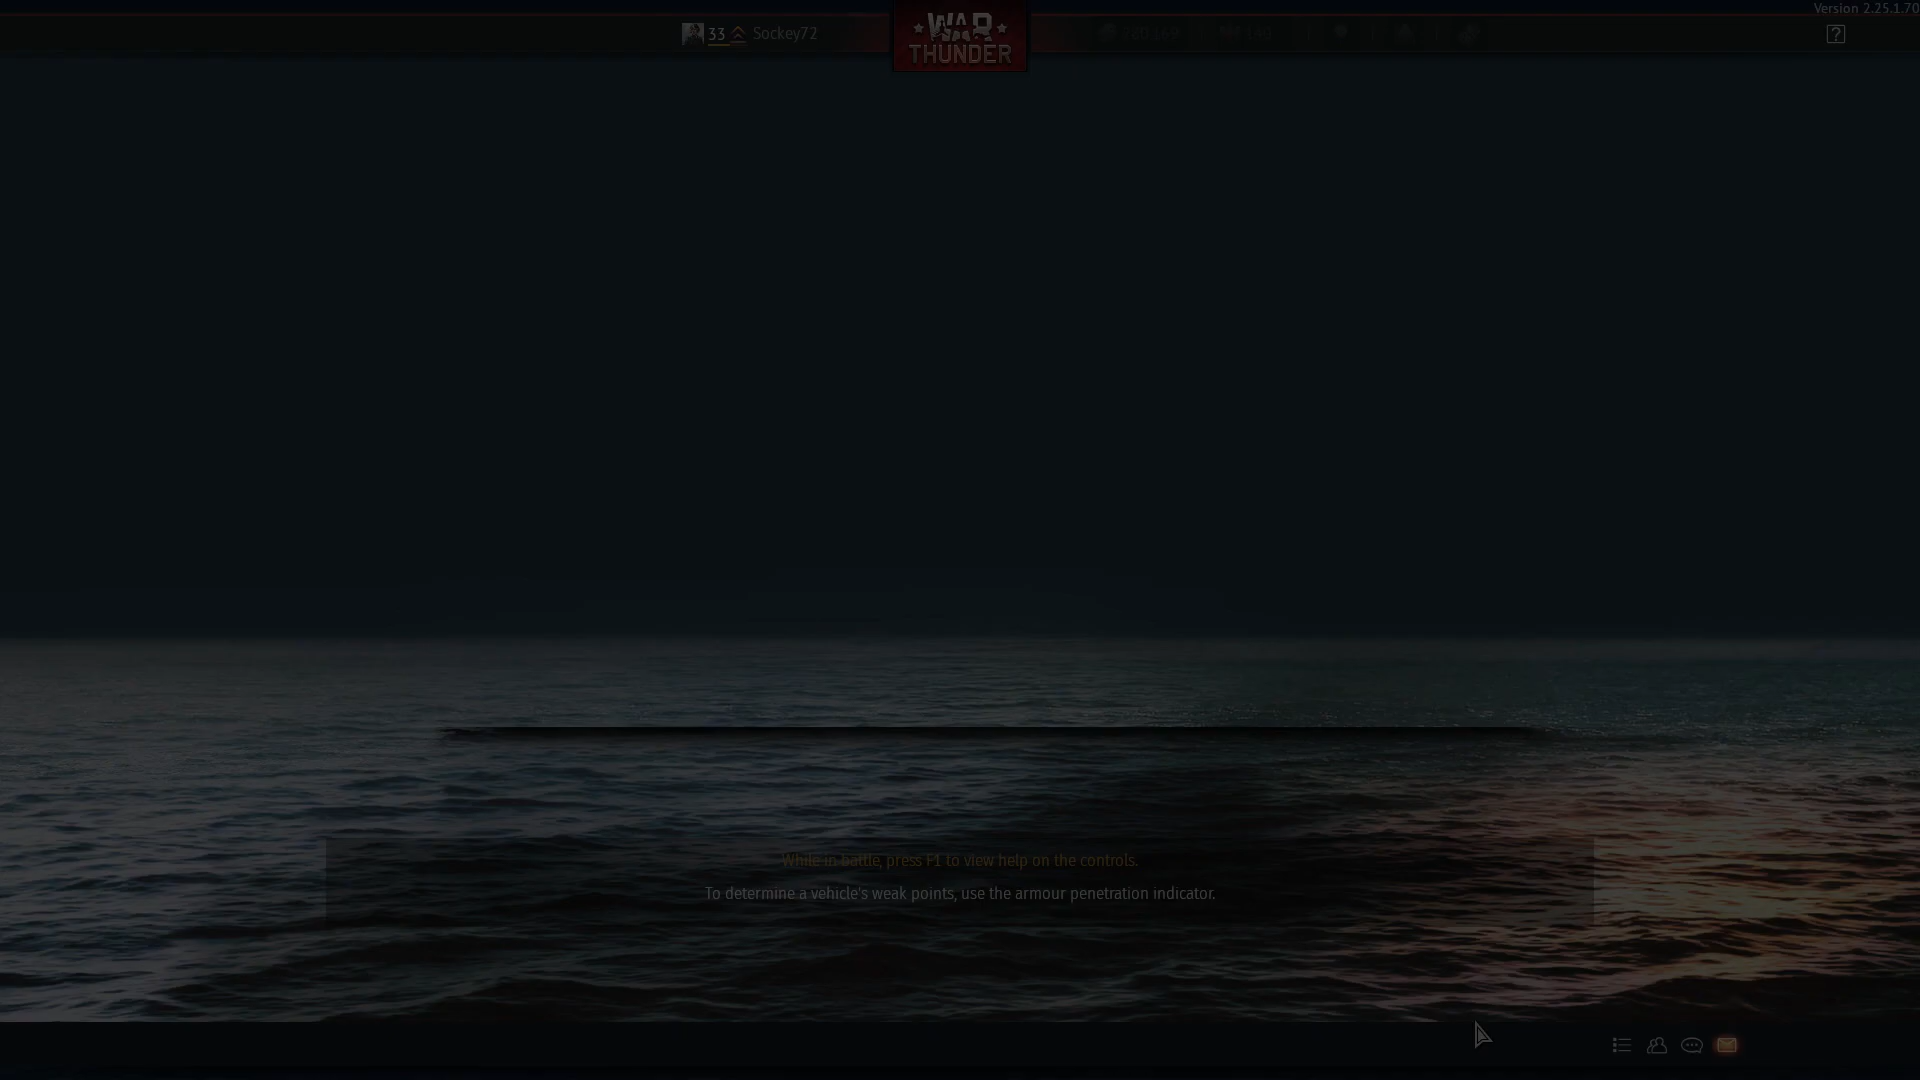 Version 2.25.1.70
33 Sockey72
WAR
THUNDER
While in battle, press F1 to view help on the controls.
To determine a vehicle's weak points, use the armour penetration indicator.